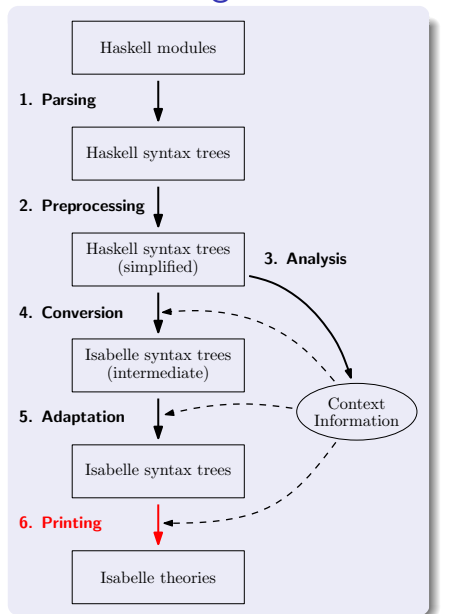 Haskell modules
1. Parsing
Haskell syntax trees
2. Preprocessing
Haskell syntax trees
(simplified)
3. Analysis
4. Conversion
Isabelle syntax trees
(intermediate)
Context
Information
5. Adaptation
Isabelle syntax trees
6. Printing
Isabelle theories